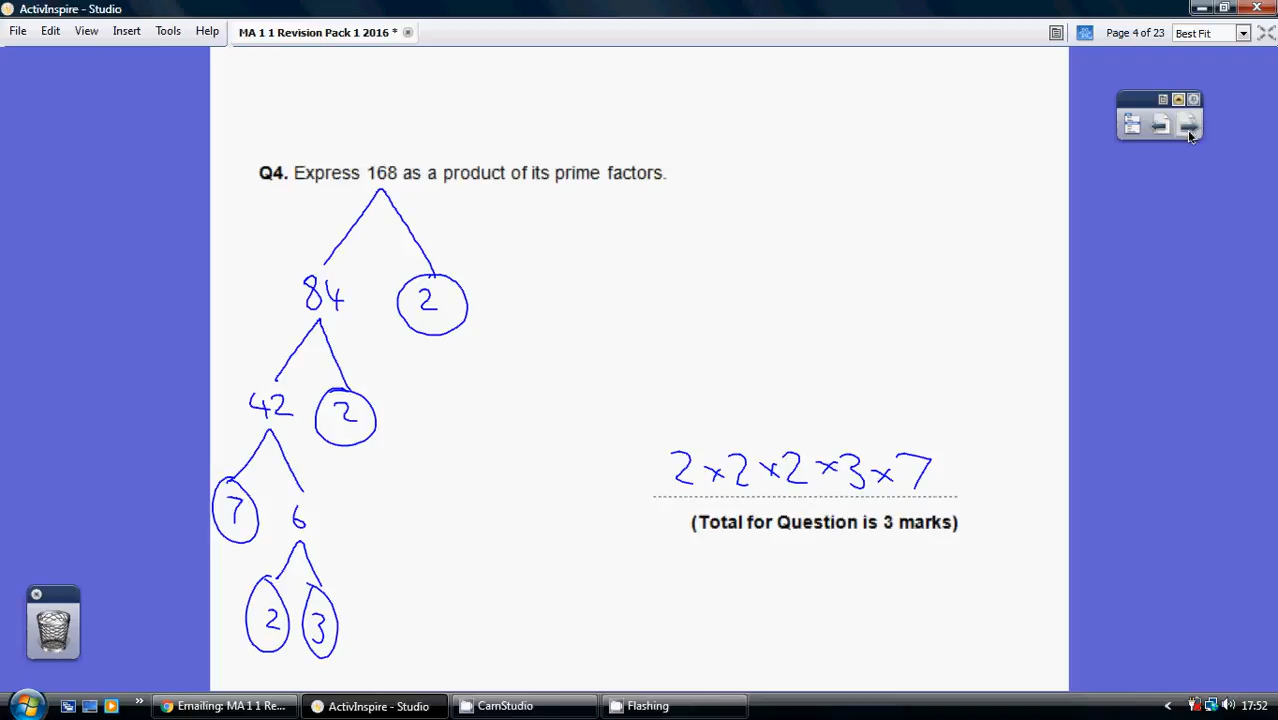 ActivInspire - Studio
File Edit View Insert Tools Help
MA 1 1 Revision Pack 1 2016 *
Page 4 of 23
Best Fit
Q4. Express 168 as a product of its prime factors.
84 2
42 2
7 6
2 3
2 × 2 × 2 × 3 × 7
(Total for Question is 3 marks)
» Emailing: MA 1 1 Re... ActivInspire - Studio CamStudio Flashing < 17:52